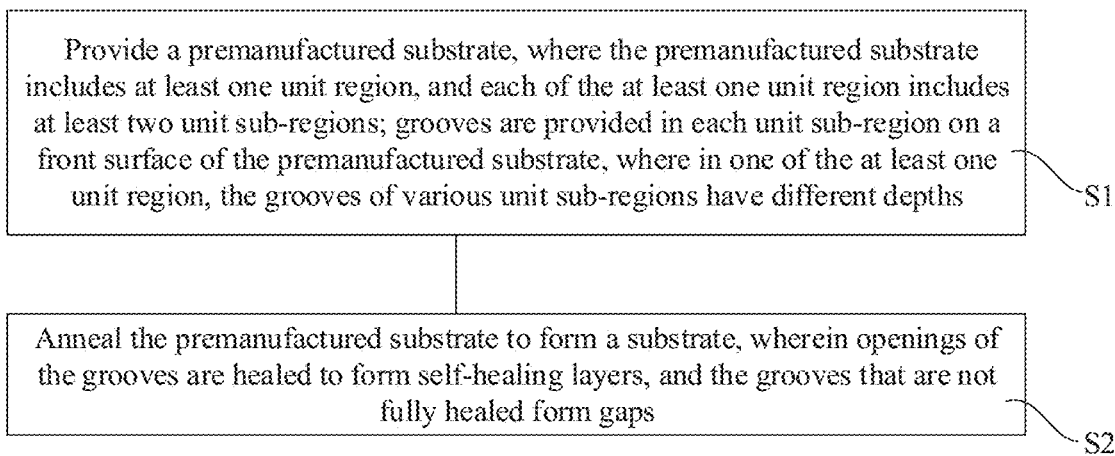 Provide a premanufactured substrate, where the premanufactured substrate
includes at least one unit region, and each of the at least one unit region includes
at least two unit sub-regions; grooves are provided in each unit sub-region on a
front surface of the premanufactured substrate, where in one of the at least one
unit region, the grooves of various unit sub-regions have different depths
S1
Anneal the premanufactured substrate to form a substrate, wherein openings of
the grooves are healed to form self-healing layers, and the grooves that are not
fully healed form gaps
S2